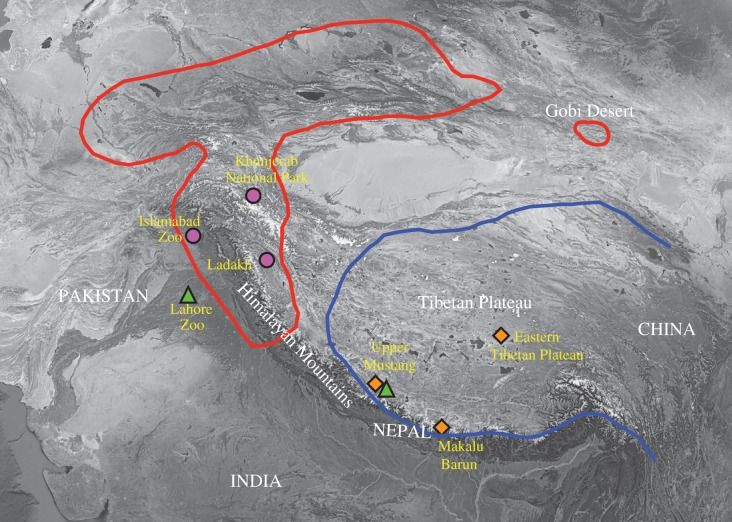 Gobi Desert
Khunjerab
National Park
Islamabad
Zoo
Ladakh
PAKISTAN
Lahore
Zoo
Himalayan Mountains
Tibetan Plateau
CHINA
Eastern
Tibetan Plateau
Upper
Mustang
NEPAL
Makalu
Barun
INDIA